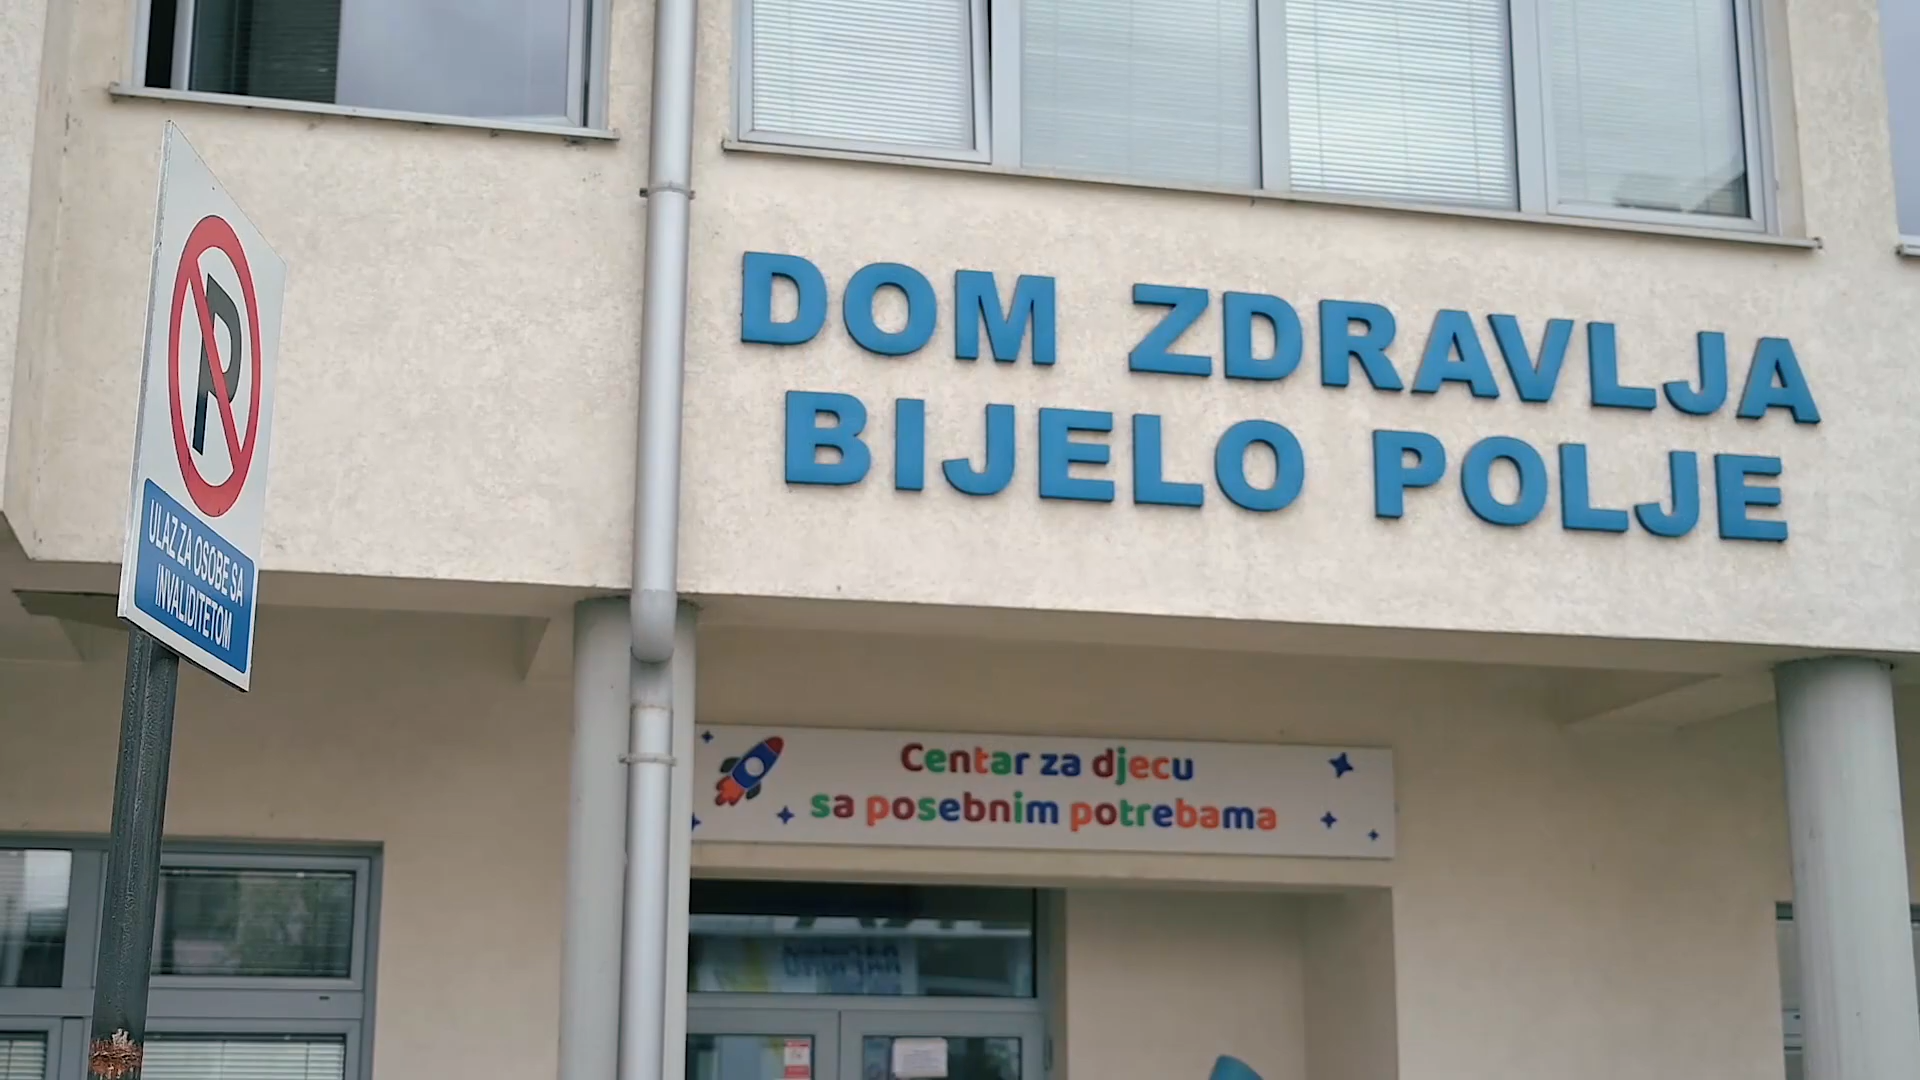 DOM ZDRAVLJA
BIJELO POLJE
P
ULAZ ZA OSOBE SA
INVALIDITETOM
Centar za djecu
sa posebnim potrebama